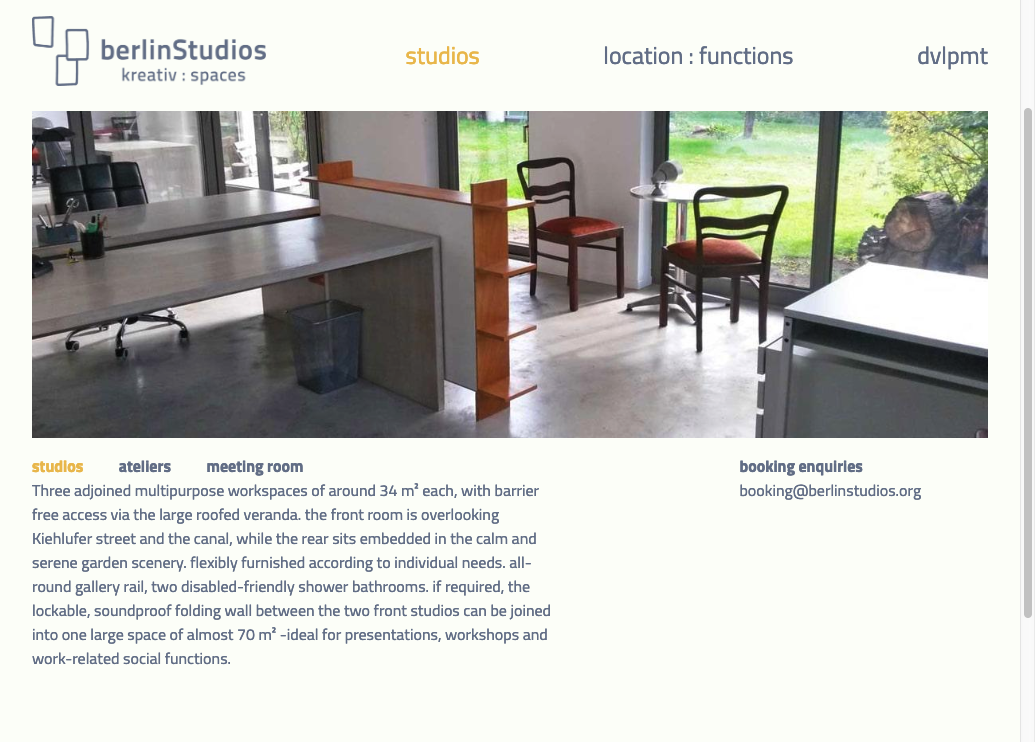 berlinStudios
kreativ : spaces
studios
location : functions
dvlpmt
studios ateliers meeting room
Three adjoined multipurpose workspaces of around 34 m² each, with barrier
free access via the large roofed veranda. the front room is overlooking
Kiehlufer street and the canal, while the rear sits embedded in the calm and
serene garden scenery. flexibly furnished according to individual needs. all-
round gallery rail, two disabled-friendly shower bathrooms. if required, the
lockable, soundproof folding wall between the two front studios can be joined
into one large space of almost 70 m² -ideal for presentations, workshops and
work-related social functions.
booking enquiries
booking@berlinstudios.org